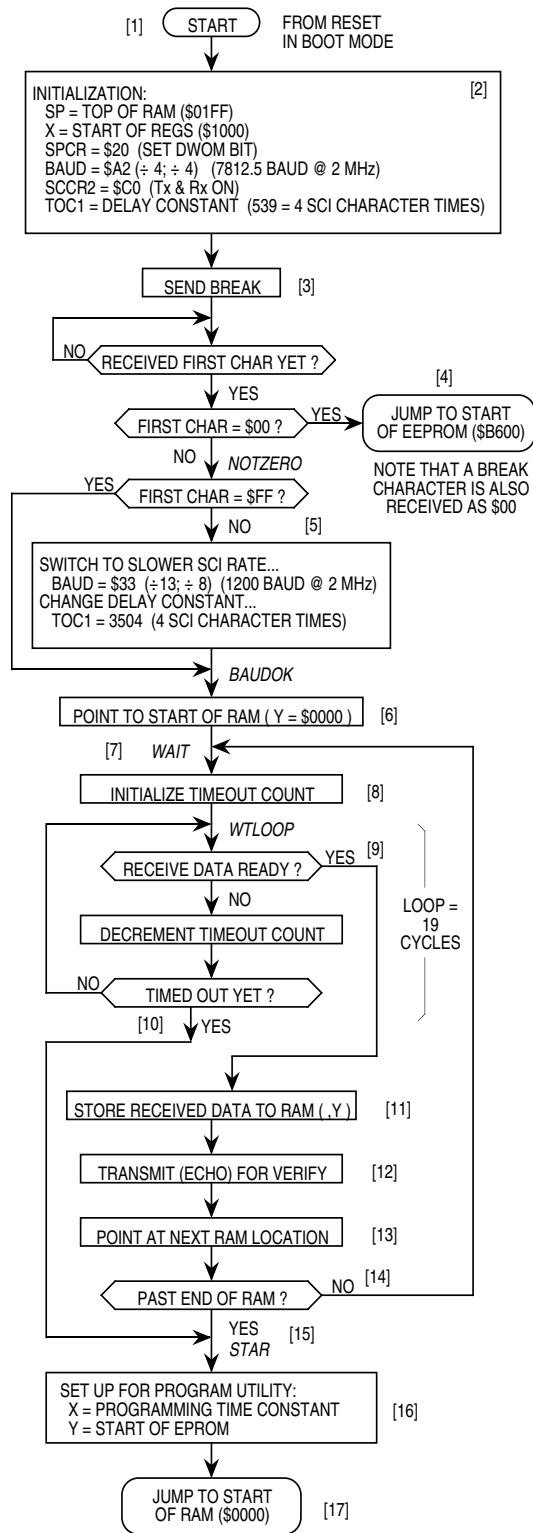 [1]
START
FROM RESET
IN BOOT MODE
INITIALIZATION:
[2]
SP = TOP OF RAM ($01FF)
X = START OF REGS ($1000)
SPCR = $20 (SET DWOM BIT)
BAUD = $A2 (÷ 4; ÷ 4) (7812.5 BAUD @ 2 MHz)
SCCR2 = $C0 (Tx & Rx ON)
TOC1 = DELAY CONSTANT (539 = 4 SCI CHARACTER TIMES)
SEND BREAK
[3]
NO
RECEIVED FIRST CHAR YET ?
YES
[4]
FIRST CHAR = $00 ?
YES
JUMP TO START
OF EEPROM ($B600)
NO
NOTZERO
NOTE THAT A BREAK
CHARACTER IS ALSO
RECEIVED AS $00
YES
FIRST CHAR = $FF ?
NO
[5]
SWITCH TO SLOWER SCI RATE...
BAUD = $33 (÷13; ÷ 8) (1200 BAUD @ 2 MHz)
CHANGE DELAY CONSTANT...
TOC1 = 3504 (4 SCI CHARACTER TIMES)
BAUDOK
POINT TO START OF RAM ( Y = $0000 )
[6]
[7]
WAIT
INITIALIZE TIMEOUT COUNT
[8]
WTLOOP
RECEIVE DATA READY ?
YES
[9]
NO
DECREMENT TIMEOUT COUNT
LOOP =
19
CYCLES
NO
TIMED OUT YET ?
[10]
YES
STORE RECEIVED DATA TO RAM ( ,Y )
[11]
TRANSMIT (ECHO) FOR VERIFY
[12]
POINT AT NEXT RAM LOCATION
[13]
PAST END OF RAM ?
NO
[14]
YES
[15]
STAR
SET UP FOR PROGRAM UTILITY:
X = PROGRAMMING TIME CONSTANT
Y = START OF EPROM
[16]
JUMP TO START
OF RAM ($0000)
[17]